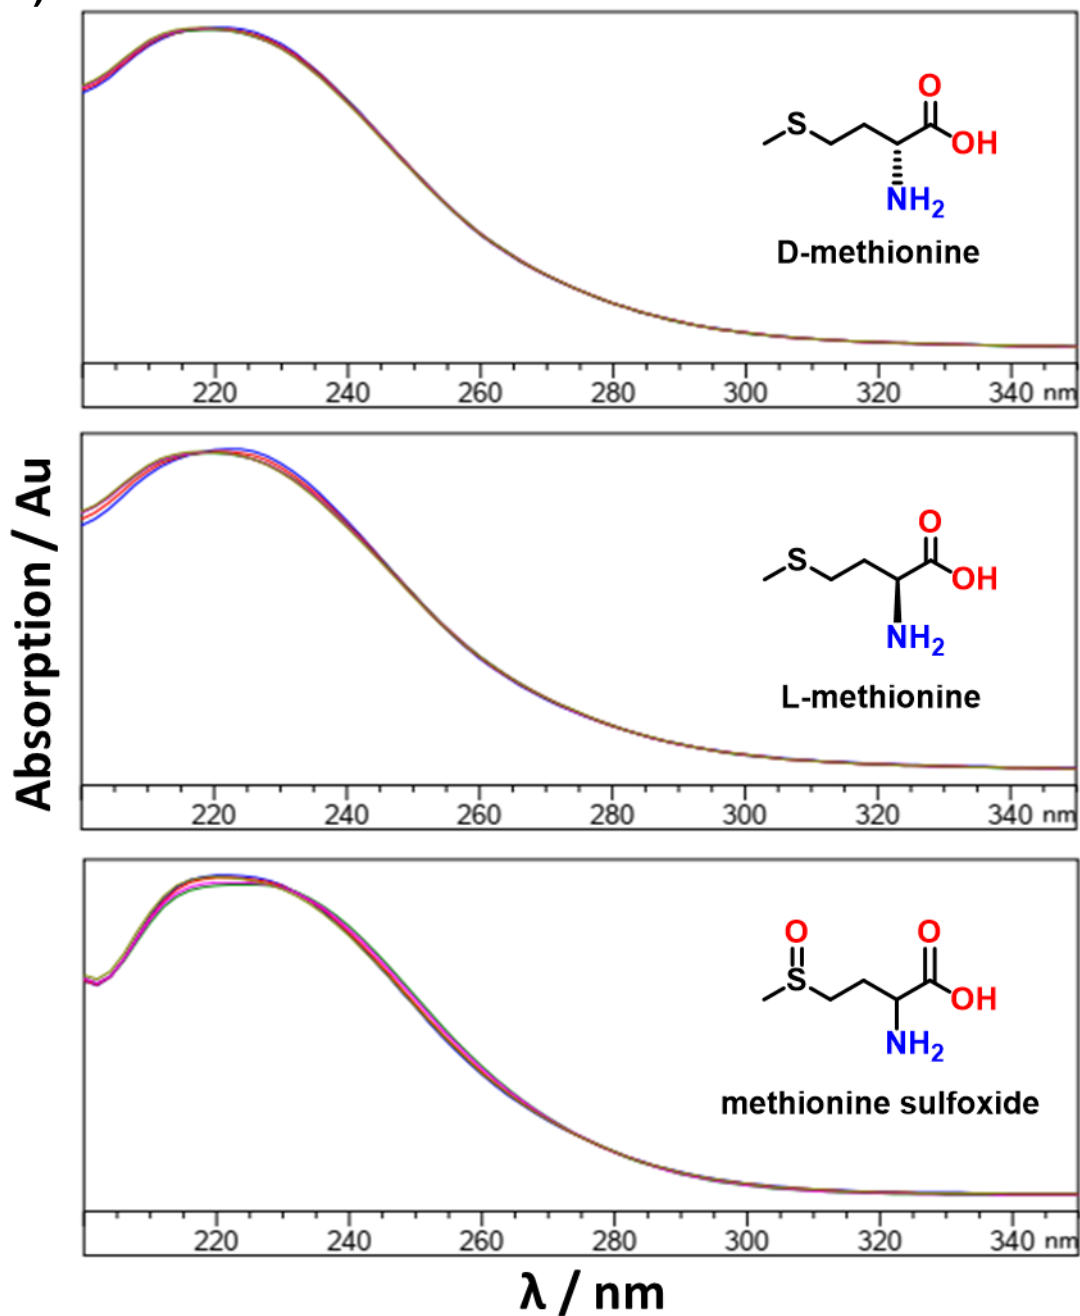 )
O
S
OH
NH2
D-methionine
220 240 260 280 300 320 340 nm
O
S
OH
NH2
L-methionine
220 240 260 280 300 320 340 nm
O O
S
OH
NH2
methionine sulfoxide
220 240 260 280 300 320 340 nm
Absorption / Au
λ / nm